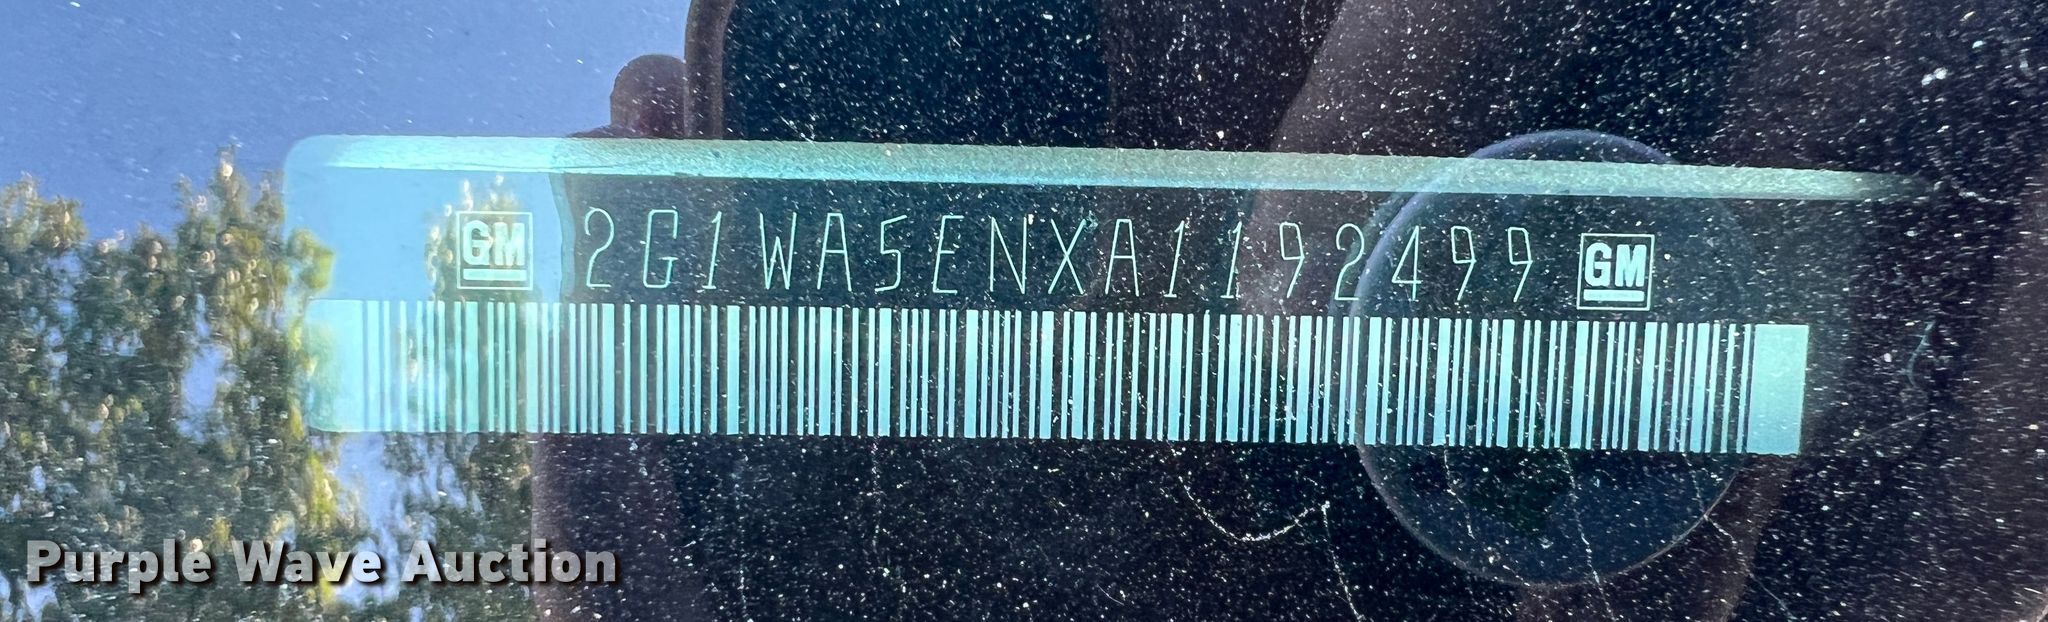 GM 2G1WA5ENXA1192499 GM
Purple Wave Auction